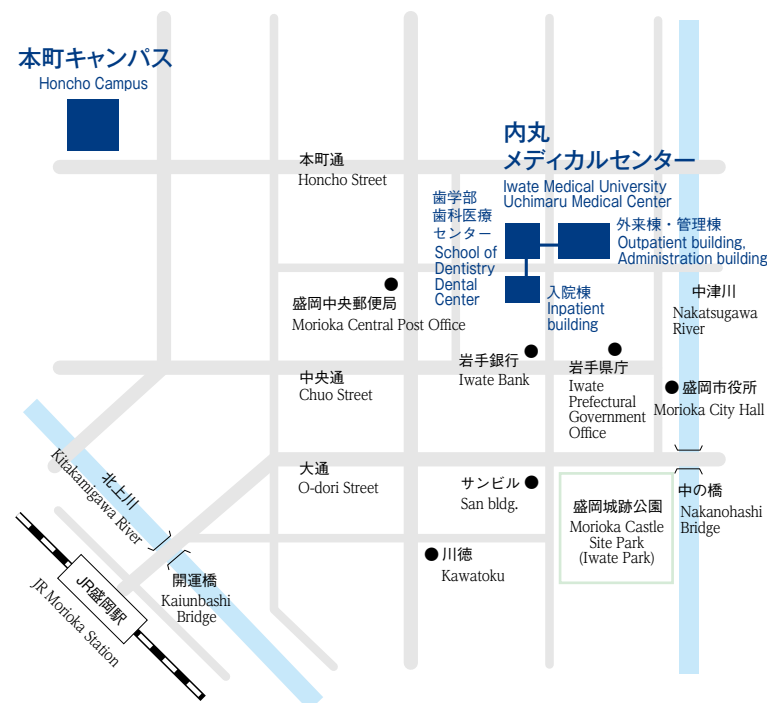 本町キャンパス
Honcho Campus
内丸
メディカルセンター
Iwate Medical University
Uchimaru Medical Center
本町通
Honcho Street
歯学部
歯科医療
センター
School of
Dentistry
Dental
Center
外来棟・管理棟
Outpatient building,
Administration building
入院棟
Inpatient
building
中津川
Nakatsugawa
River
盛岡中央郵便局
Morioka Central Post Office
岩手銀行
Iwate Bank
岩手県庁
Iwate
Prefectural
Government
Office
中央通
Chuo Street
盛岡市役所
Morioka City Hall
大通
O-dori Street
サンビル
San bldg.
盛岡城跡公園
Morioka Castle
Site Park
(Iwate Park)
中の橋
Nakanohashi
Bridge
北上川
Kitakamigawa River
川徳
Kawatoku
開運橋
Kaiunbashi
Bridge
JR盛岡駅
JR Morioka Station